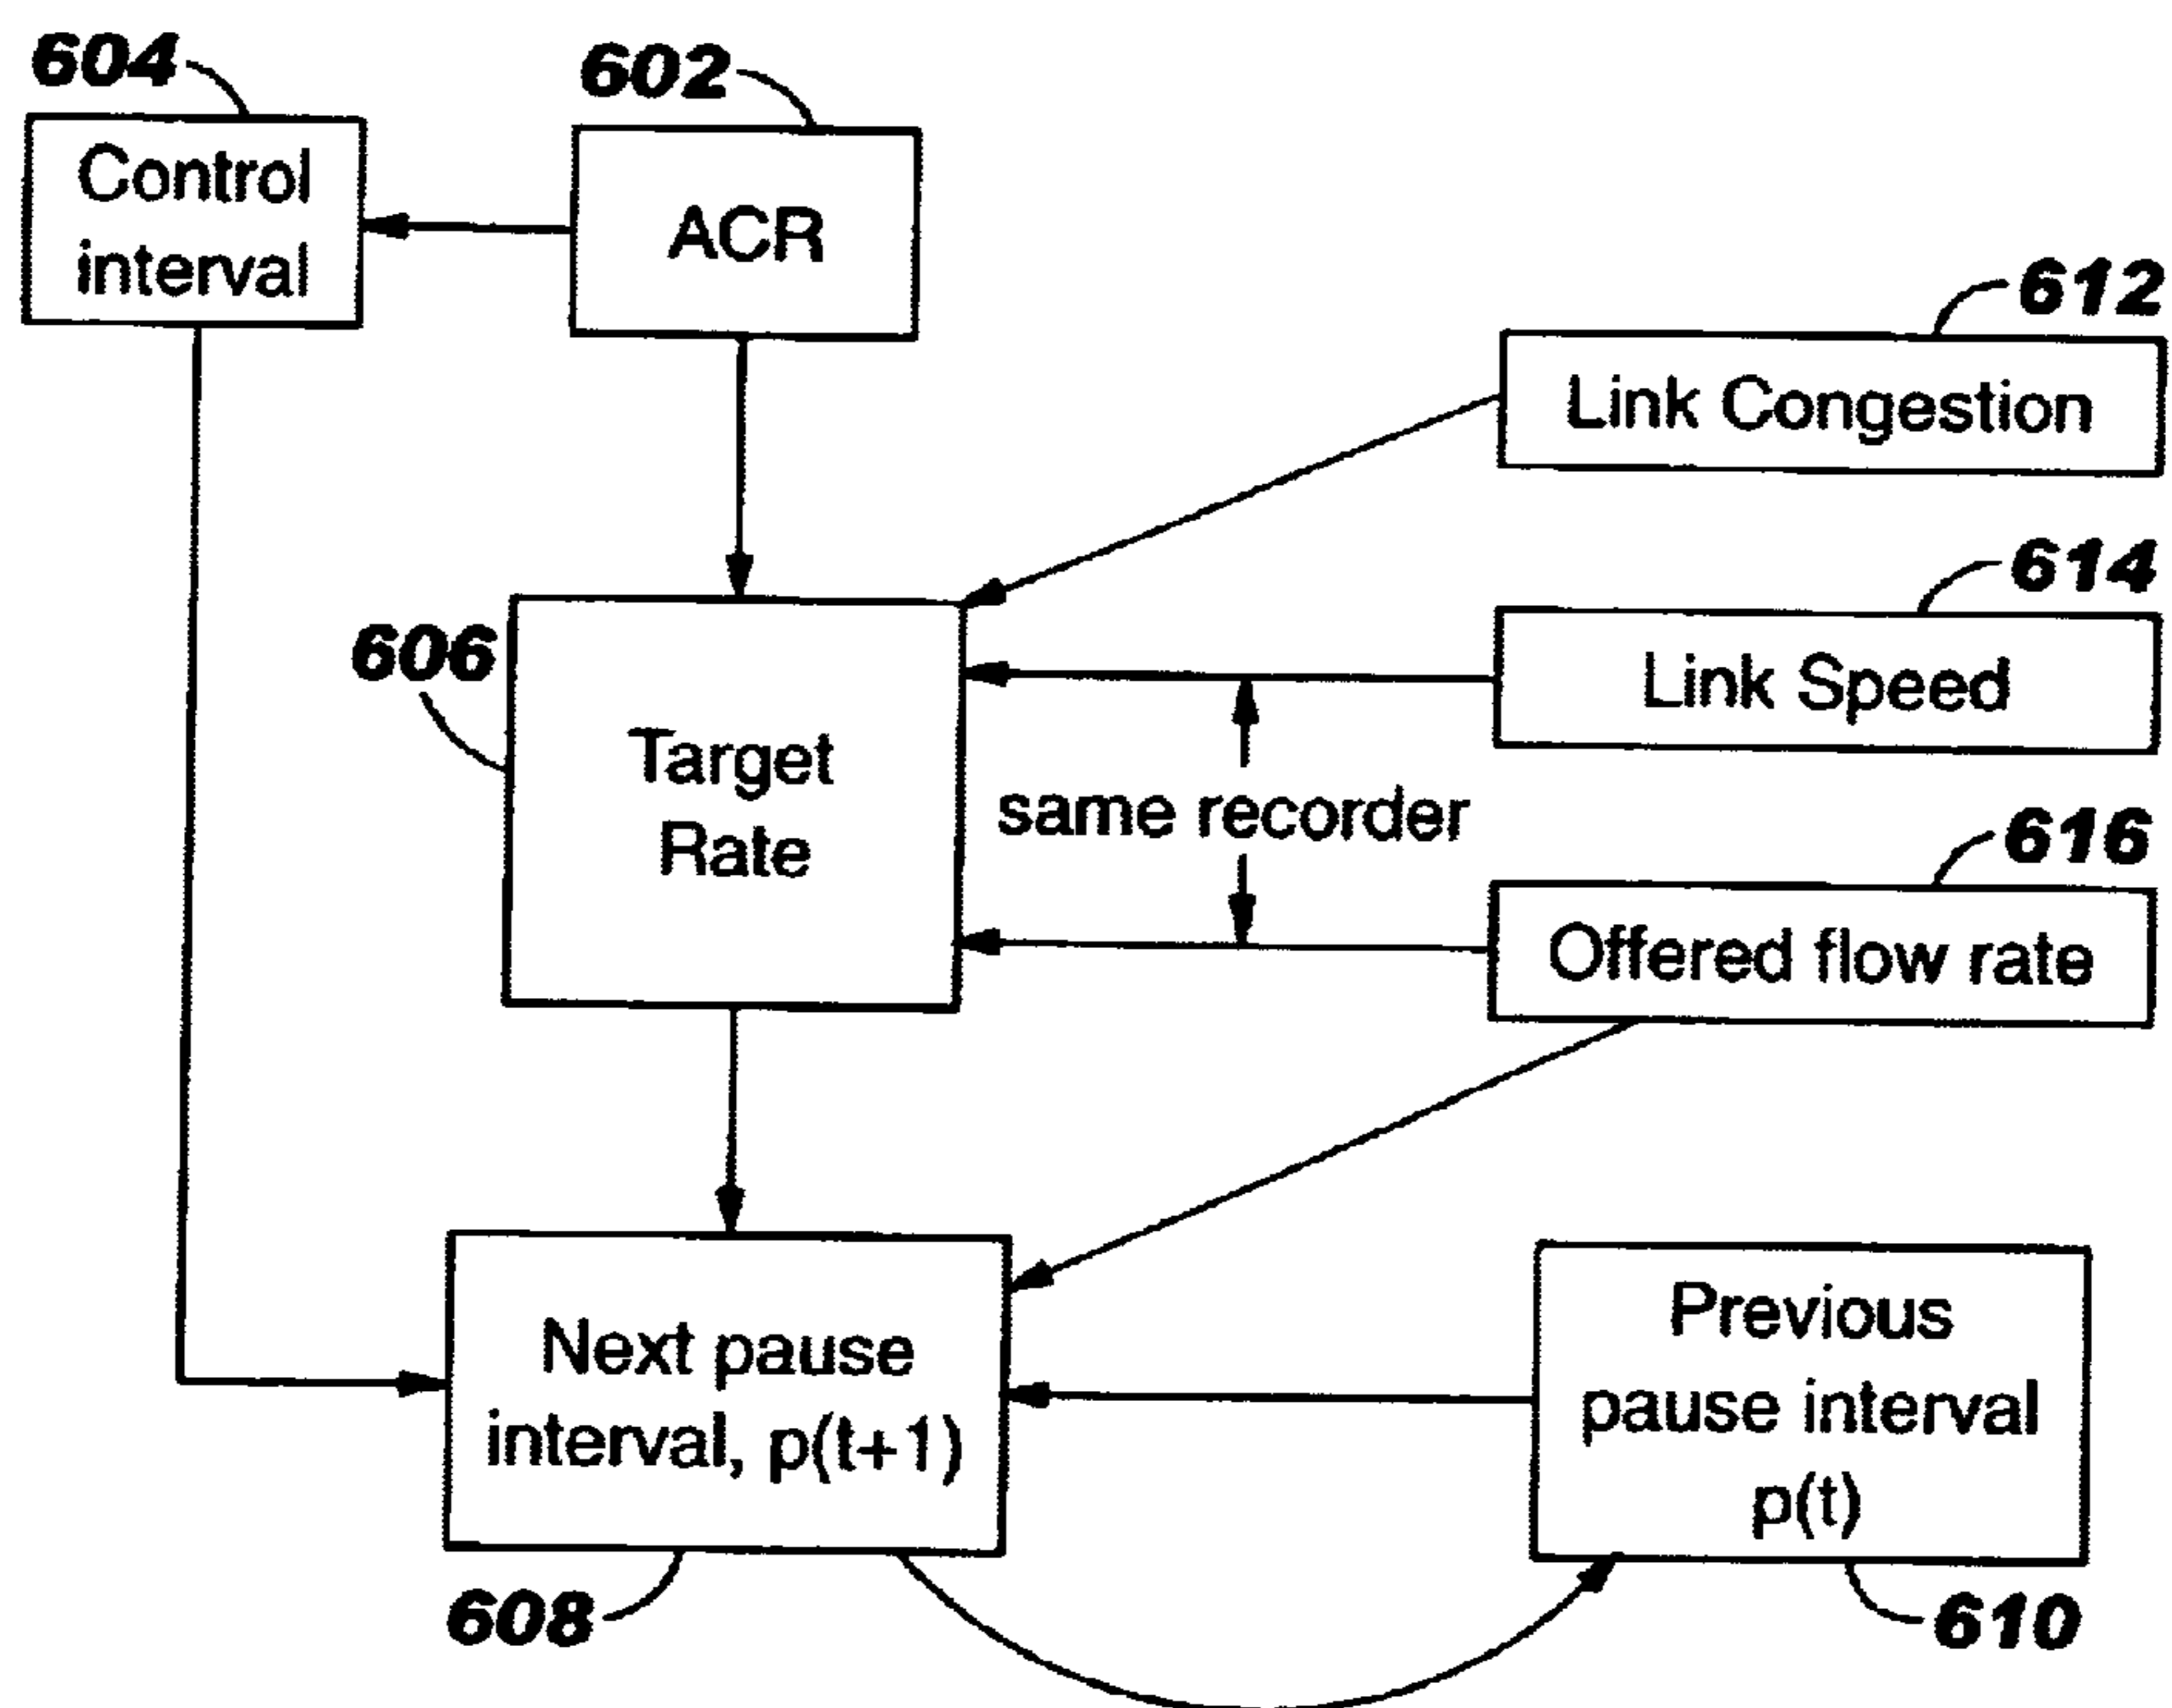 604
602
Control
interval
ACR
612
Link Congestion
614
606
Link Speed
Target
Rate
same recorder
616
Offered flow rate
Next pause
interval, p(t+1)
Previous
pause interval
p(t)
608
610